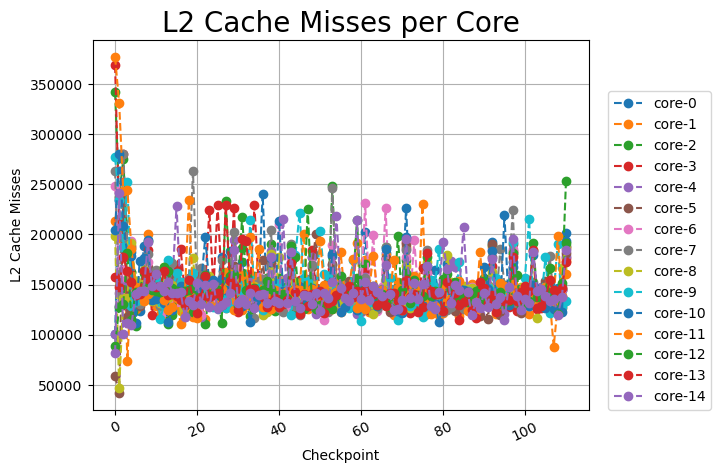 L2 Cache Misses per Core
L2 Cache Misses
350000
300000
250000
200000
150000
100000
50000
0
20
40
60
80
100
Checkpoint
core-0
core-1
core-2
core-3
core-4
core-5
core-6
core-7
core-8
core-9
core-10
core-11
core-12
core-13
core-14